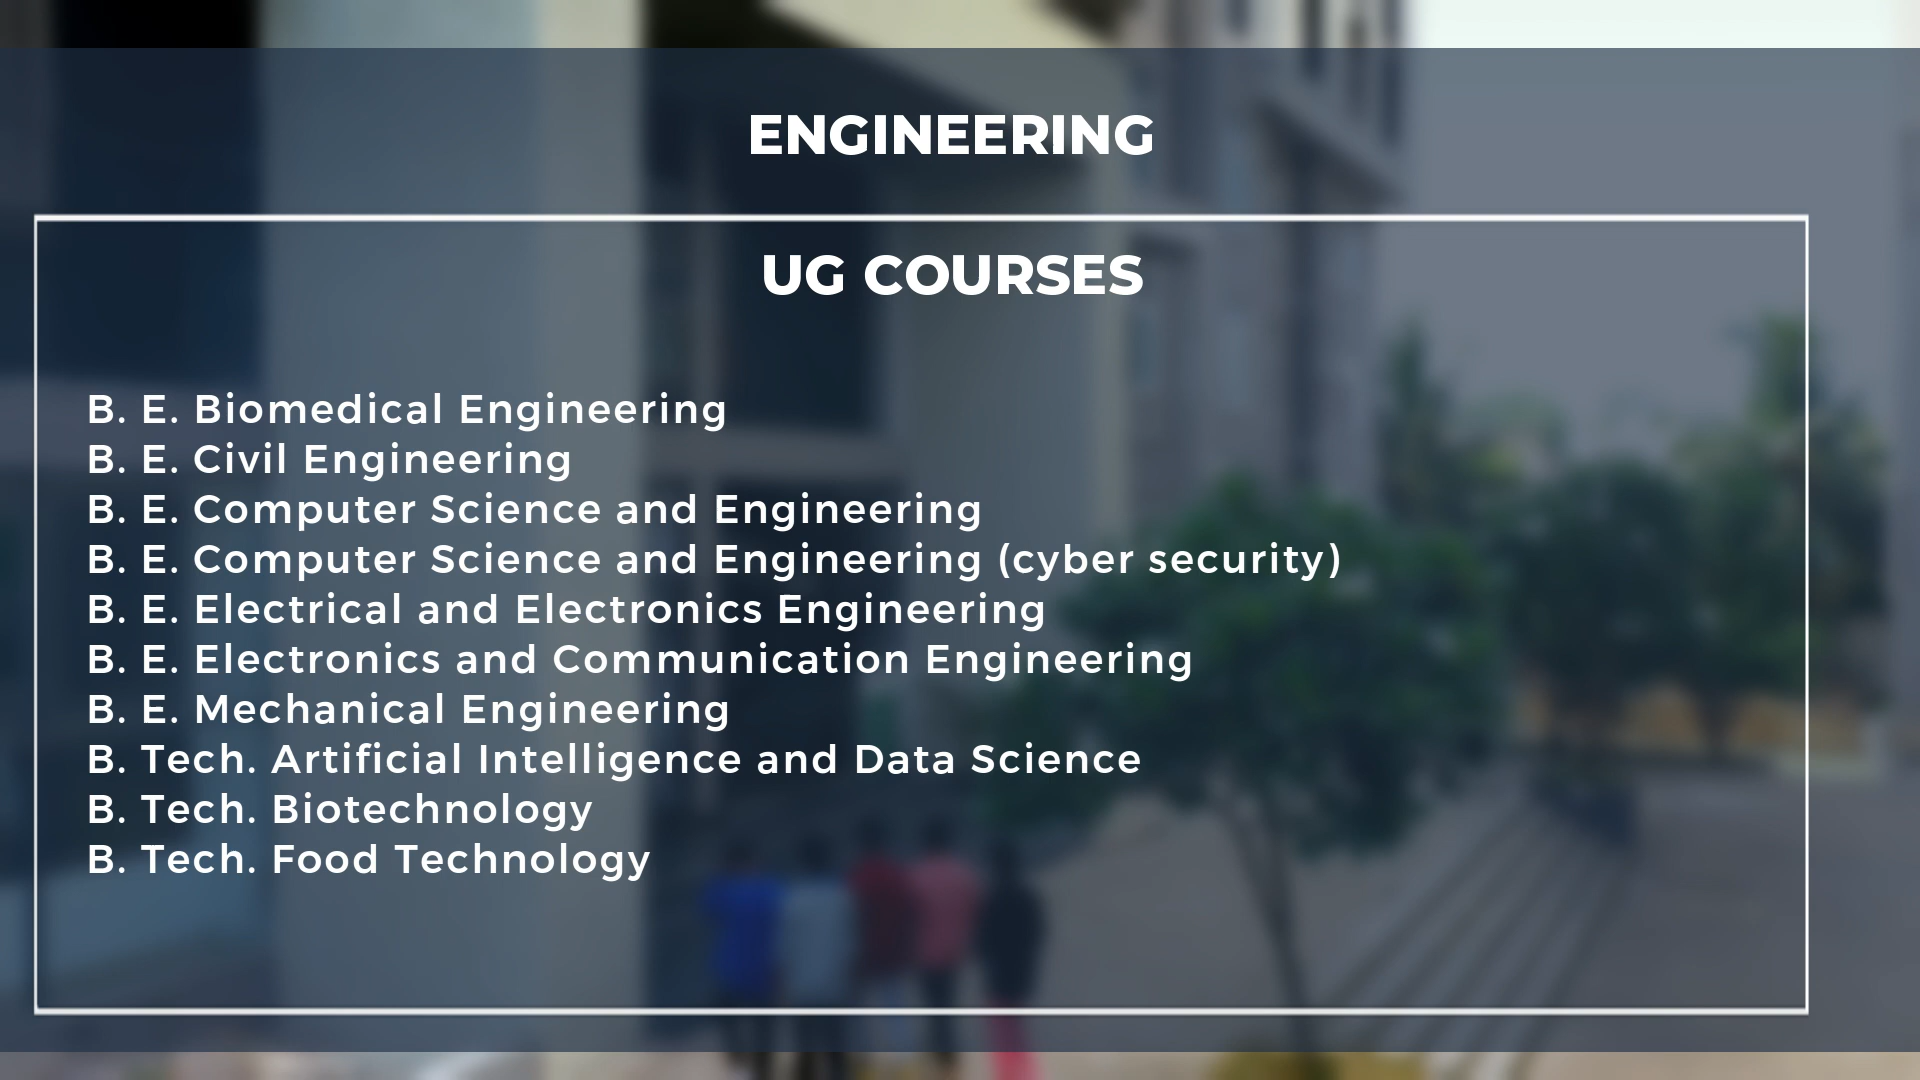 ENGINEERING
UG COURSES
B. E. Biomedical Engineering
B. E. Civil Engineering
B. E. Computer Science and Engineering
B. E. Computer Science and Engineering (cyber security)
B. E. Electrical and Electronics Engineering
B. E. Electronics and Communication Engineering
B. E. Mechanical Engineering
B. Tech. Artificial Intelligence and Data Science
B. Tech. Biotechnology
B. Tech. Food Technology